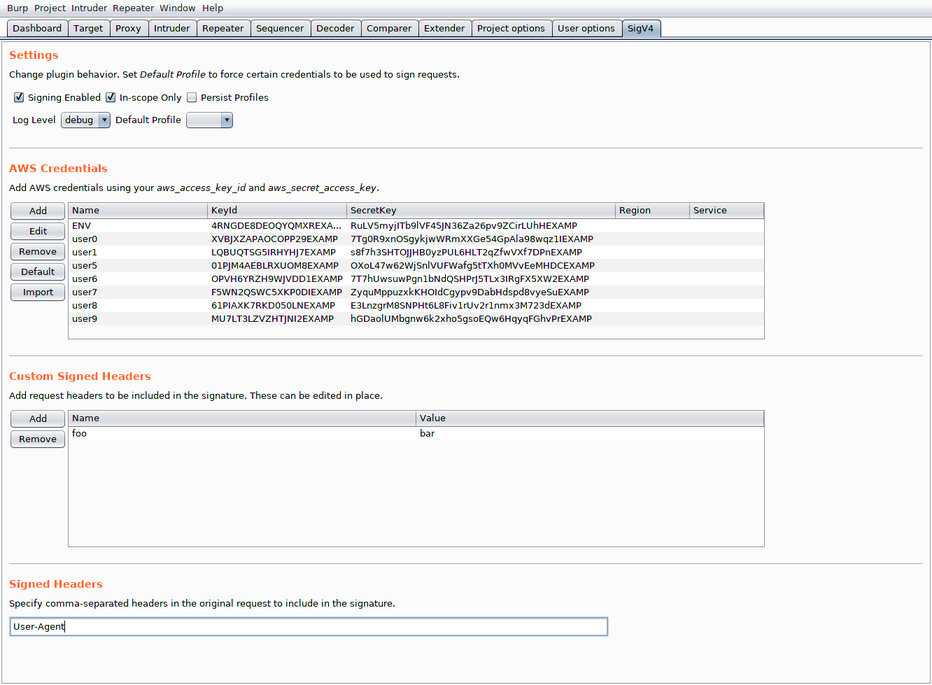 Burp Project Intruder Repeater Window Help
Dashboard Target Proxy Intruder Repeater Sequencer Decoder Comparer Extender Project options User options SigV4
Settings
Change plugin behavior. Set Default Profile to force certain credentials to be used to sign requests.
Signing Enabled In-scope Only Persist Profiles
Log Level debug Default Profile
AWS Credentials
Add AWS credentials using your aws_access_key_id and aws_secret_access_key.
Add Name KeyId SecretKey Region Service
ENV 4RNGDE8DEOQYQMXREXA... RuLV5myjITb9lVF45JN36Za26pv9ZCirLUhHEXAMP
Edit
user0 XVBJXZAPAOCOPP29EXAMP 7Tg0R9xnOSgykjwWRmXXGe54GpAla98wqz1IEXAMP
Remove user1 LQBUQTSG5IRHYHJ7EXAMP s8f7h3SHTOJJHB0yzPUL6HLT2qZfwVXf7DPnEXAMP
user5 01PJM4AEBLRXUOM8EXAMP OXoL47w62WjSnlVUFWafg5tTXh0MVvEeMHDCEXAMP
Default
user6 OPVH6YRZH9WJVDD1EXAMP 7T7hUwsuwPgn1bNdQSHPrJ5TLx3IRgFX5XW2EXAMP
Import user7 F5WN2QSWC5XKP0DIEXAMP ZyquMppuzxkKHOIdCgypv9DabHdspd8vyeSuEXAMP
user8 61PIAXK7RKD050LNEXAMP E3LnzgrM8SNPHt6L8Fiv1rUv2r1nmx3M723dEXAMP
user9 MU7LT3LZVZHTJNI2EXAMP hGDaolUMbgnw6k2xho5gsoEQw6HqyqFGhvPrEXAMP
Custom Signed Headers
Add request headers to be included in the signature. These can be edited in place.
Add Name Value
foo bar
Remove
Signed Headers
Specify comma-separated headers in the original request to include in the signature.
User-Agent